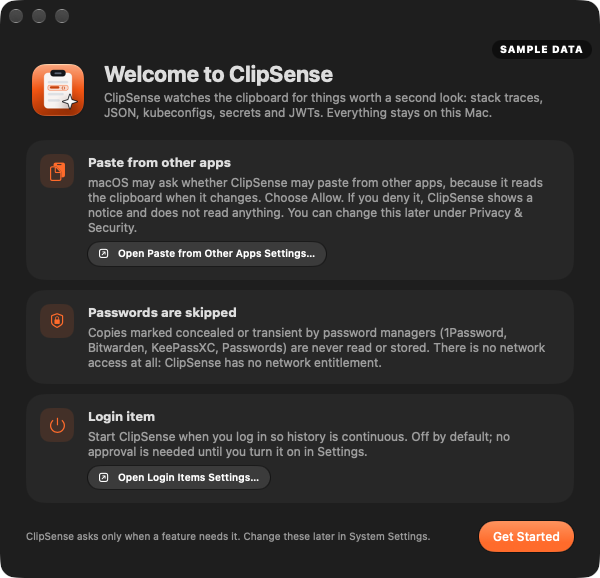 SAMPLE DATA
Welcome to ClipSense
ClipSense watches the clipboard for things worth a second look: stack traces,
JSON, kubeconfigs, secrets and JWTs. Everything stays on this Mac.
Paste from other apps
macOS may ask whether ClipSense may paste from other apps, because it reads
the clipboard when it changes. Choose Allow. If you deny it, ClipSense shows a
notice and does not read anything. You can change this later under Privacy &
Security.
Open Paste from Other Apps Settings...
Passwords are skipped
Copies marked concealed or transient by password managers (1Password,
Bitwarden, KeePassXC, Passwords) are never read or stored. There is no network
access at all: ClipSense has no network entitlement.
Login item
Start ClipSense when you log in so history is continuous. Off by default; no
approval is needed until you turn it on in Settings.
Open Login Items Settings...
ClipSense asks only when a feature needs it. Change these later in System Settings.
Get Started